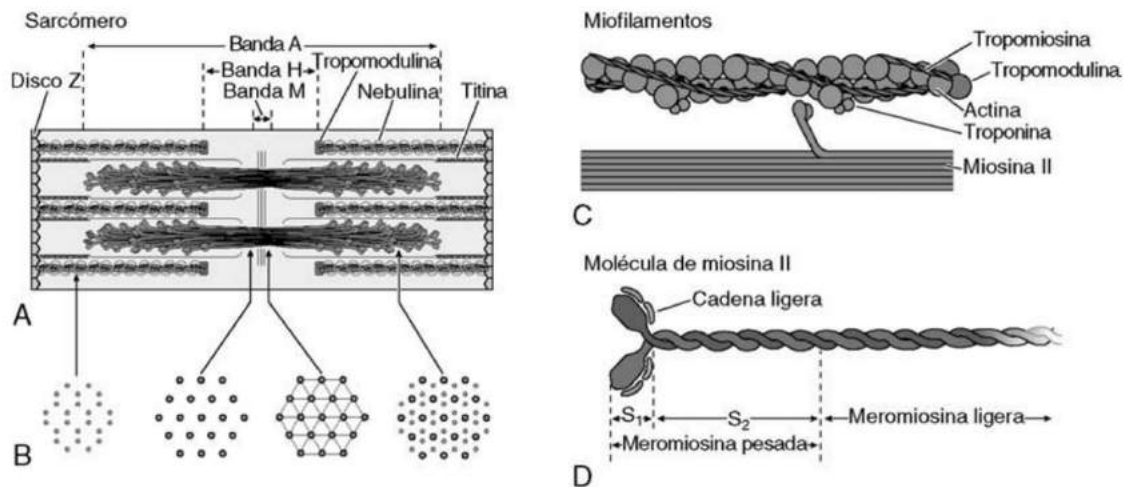 Sarcómero
Banda A
Banda H
Tropomodulina
Disco Z
Banda M
Nebulina
Titina
A
B
Miofilamentos
Tropomiosina
Tropomodulina
Actina
Troponina
Miosina II
C
Molécula de miosina II
Cadena ligera
S₁
S₂
Meromiosina ligera
Meromiosina pesada
D